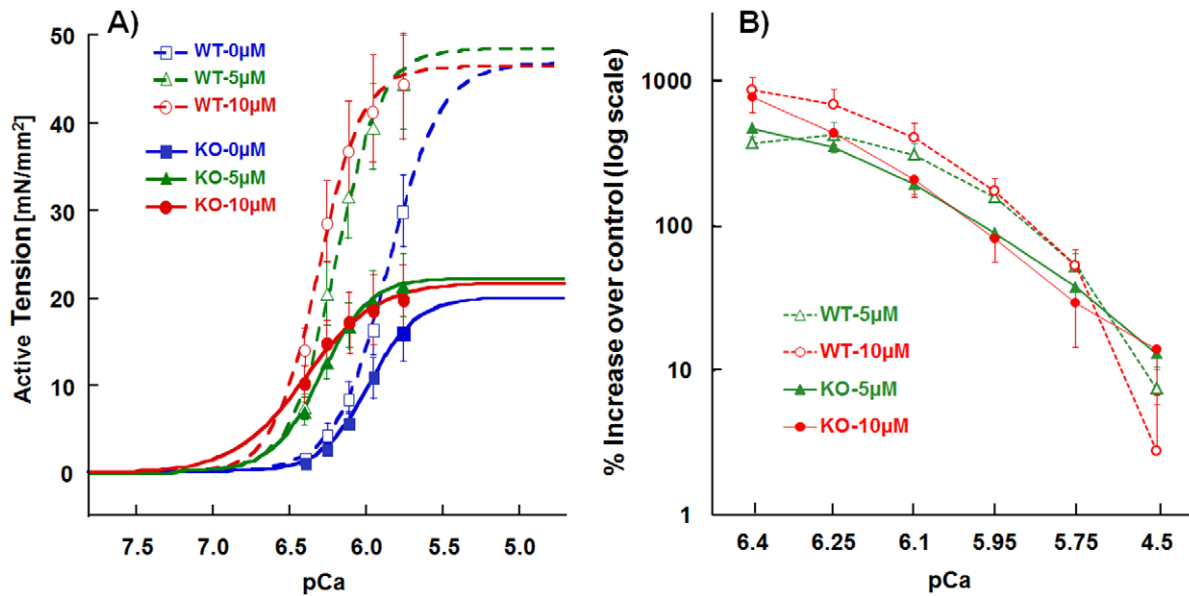 A)
WT-0µM
WT-5µM
WT-10µM
KO-0µM
KO-5µM
KO-10µM
Active Tension [mN/mm²]
50
40
30
20
10
0
7.5 7.0 6.5 6.0 5.5 5.0
pCa
B)
% Increase over control (log scale)
1000
100
10
1
WT-5µM
WT-10µM
KO-5µM
KO-10µM
6.4 6.25 6.1 5.95 5.75 4.5
pCa